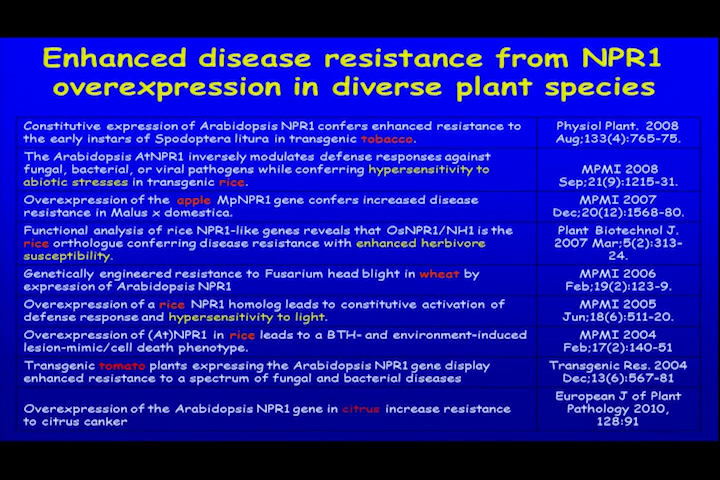 Enhanced disease resistance from NPR1
overexpression in diverse plant species
Constitutive expression of Arabidopsis NPR1 confers enhanced resistance to
the early instars of Spodoptera litura in transgenic tobacco.
Physiol Plant. 2008
Aug;133(4):765-75.
The Arabidopsis AtNPR1 inversely modulates defense responses against
fungal, bacterial, or viral pathogens while conferring hypersensitivity to
abiotic stresses in transgenic rice.
MPMI 2008
Sep;21(9):1215-31.
Overexpression of the apple MpNPR1 gene confers increased disease
resistance in Malus x domestica.
MPMI 2007
Dec;20(12):1568-80.
Functional analysis of rice NPR1-like genes reveals that OsNPR1/NH1 is the
rice orthologue conferring disease resistance with enhanced herbivore
susceptibility.
Plant Biotechnol J.
2007 Mar;5(2):313-
24.
Genetically engineered resistance to Fusarium head blight in wheat by
expression of Arabidopsis NPR1
MPMI 2006
Feb;19(2):123-9.
Overexpression of a rice NPR1 homolog leads to constitutive activation of
defense response and hypersensitivity to light.
MPMI 2005
Jun;18(6):511-20.
Overexpression of (At)NPR1 in rice leads to a BTH- and environment-induced
lesion-mimic/cell death phenotype.
MPMI 2004
Feb;17(2):140-51
Transgenic tomato plants expressing the Arabidopsis NPR1 gene display
enhanced resistance to a spectrum of fungal and bacterial diseases
Transgenic Res. 2004
Dec;13(6):567-81
Overexpression of the Arabidopsis NPR1 gene in citrus increase resistance
to citrus canker
European J of Plant
Pathology 2010,
128:91